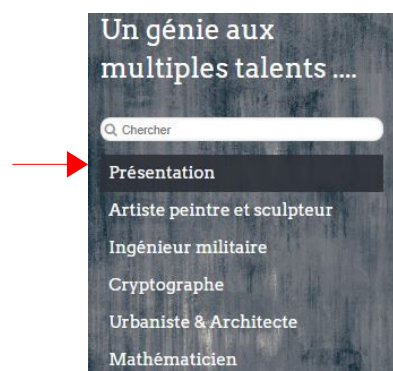 Un génie aux
multiples talents ....
Chercher
Présentation
Artiste peintre et sculpteur
Ingénieur militaire
Cryptographe
Urbaniste & Architecte
Mathématicien